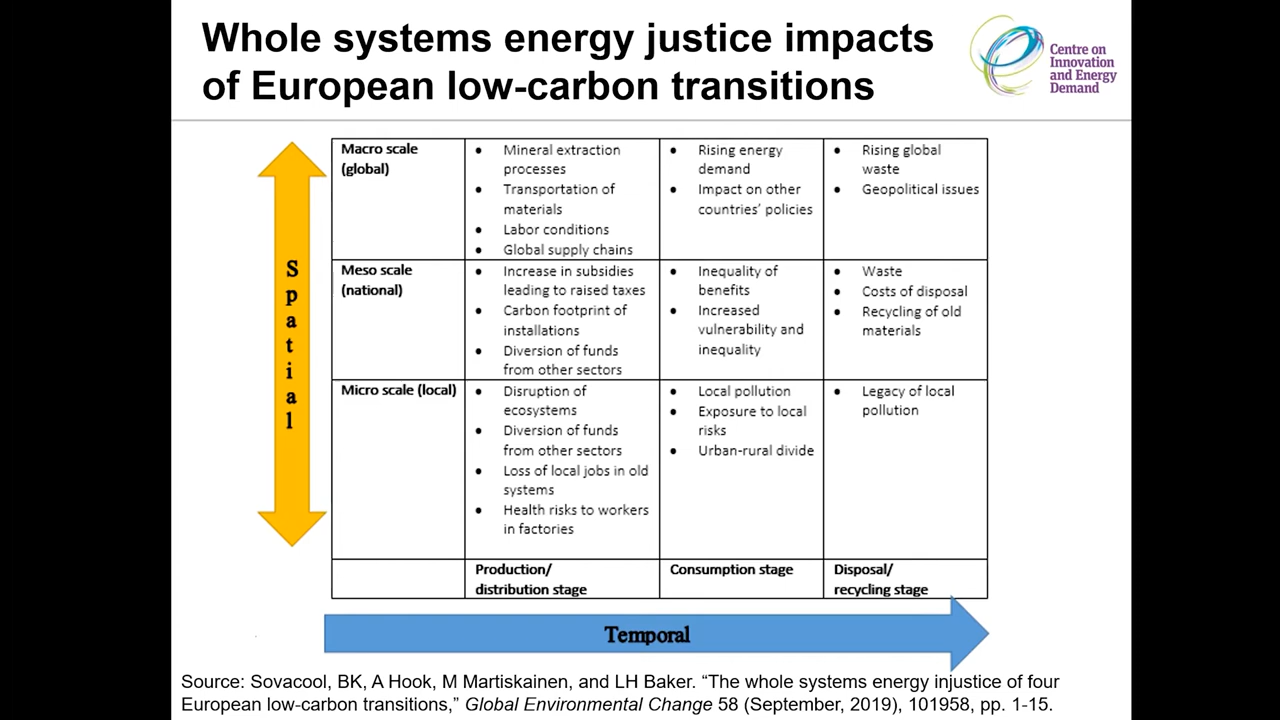 Whole systems energy justice impacts
of European low-carbon transitions
Centre on
Innovation
and Energy
Demand
Spatial
Macro scale
(global)
• Mineral extraction
processes
• Transportation of
materials
• Labor conditions
• Global supply chains
• Rising energy
demand
• Impact on other
countries' policies
• Rising global
waste
• Geopolitical issues
Meso scale
(national)
• Increase in subsidies
leading to raised taxes
• Carbon footprint of
installations
• Diversion of funds
from other sectors
• Inequality of
benefits
• Increased
vulnerability and
inequality
• Waste
• Costs of disposal
• Recycling of old
materials
Micro scale (local)
• Disruption of
ecosystems
• Diversion of funds
from other sectors
• Loss of local jobs in old
systems
• Health risks to workers
in factories
• Local pollution
• Exposure to local
risks
• Urban-rural divide
• Legacy of local
pollution
Production/
distribution stage
Consumption stage
Disposal/
recycling stage
Temporal
Source: Sovacool, BK, A Hook, M Martiskainen, and LH Baker. “The whole systems energy injustice of four
European low-carbon transitions,” Global Environmental Change 58 (September, 2019), 101958, pp. 1-15.